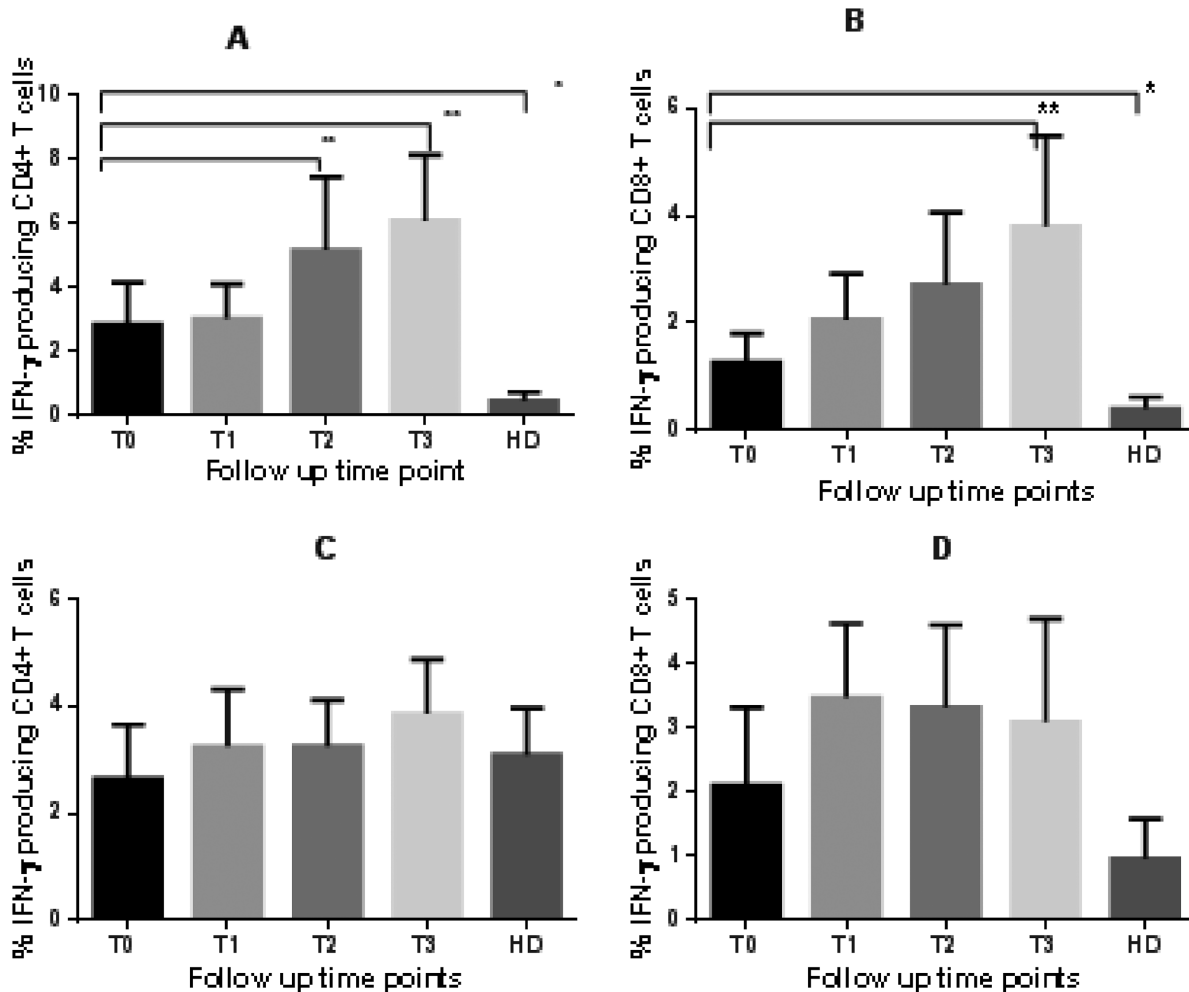 A
% IFN-γ producing CD4+ T cells
10
8
6
4
2
0
*
**
**
T0 T1 T2 T3 HD
Follow up time point
B
% IFN-γ producing CD8+ T cells
6
4
2
0
*
**
T0 T1 T2 T3 HD
Follow up time points
C
% IFN-γ producing CD4+ T cells
6
4
2
0
T0 T1 T2 T3 HD
Follow up time points
D
% IFN-γ producing CD8+ T cells
5
4
3
2
1
0
T0 T1 T2 T3 HD
Follow up time points